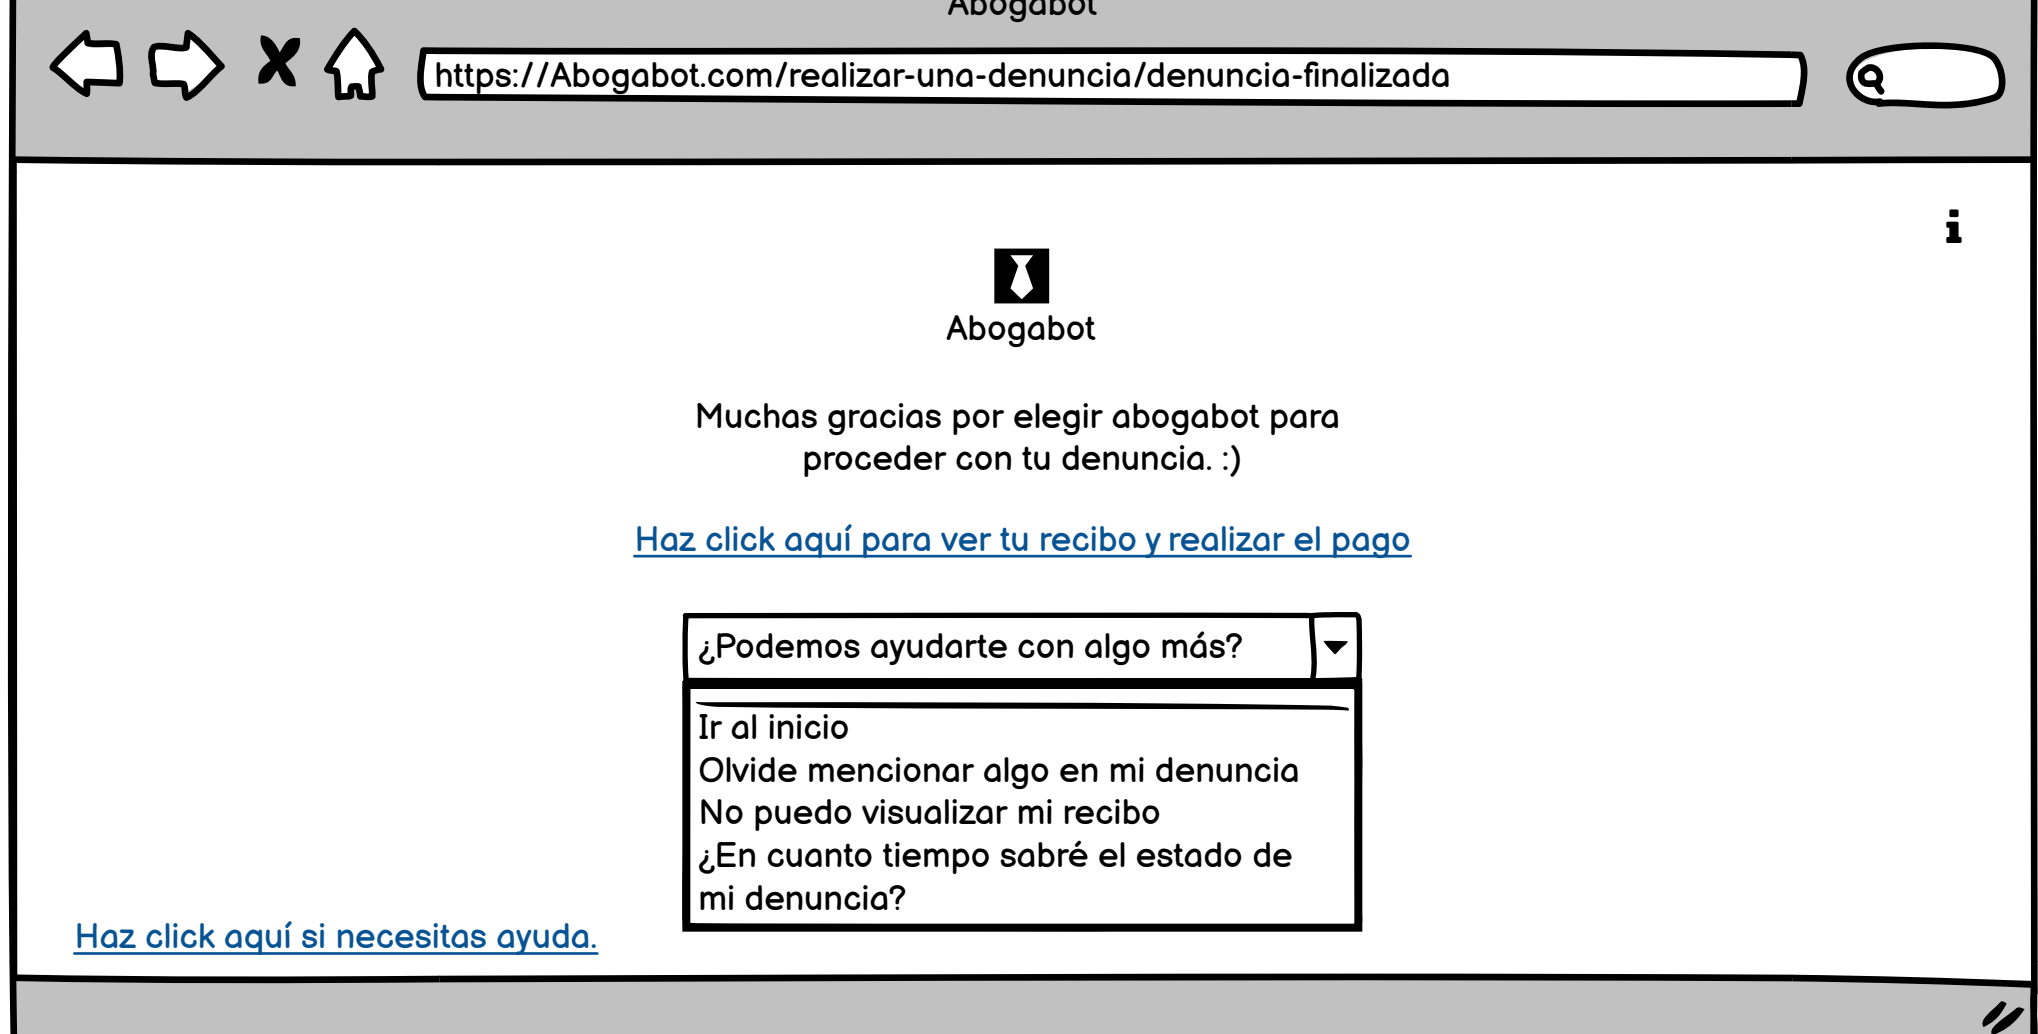 Abogabot
https://Abogabot.com/realizar-una-denuncia/denuncia-finalizada
i
Abogabot
Muchas gracias por elegir abogabot para
proceder con tu denuncia. :)
Haz click aquí para ver tu recibo y realizar el pago
¿Podemos ayudarte con algo más?
Ir al inicio
Olvide mencionar algo en mi denuncia
No puedo visualizar mi recibo
¿En cuanto tiempo sabré el estado de
mi denuncia?
Haz click aquí si necesitas ayuda.